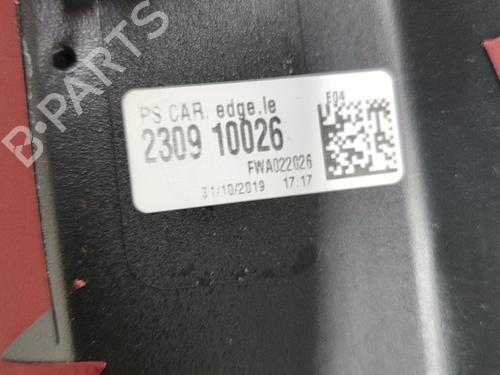 B-PARTS
PS CAR. edge.le
E04
2309 10026
FWA022026
31/10/2019 17.17